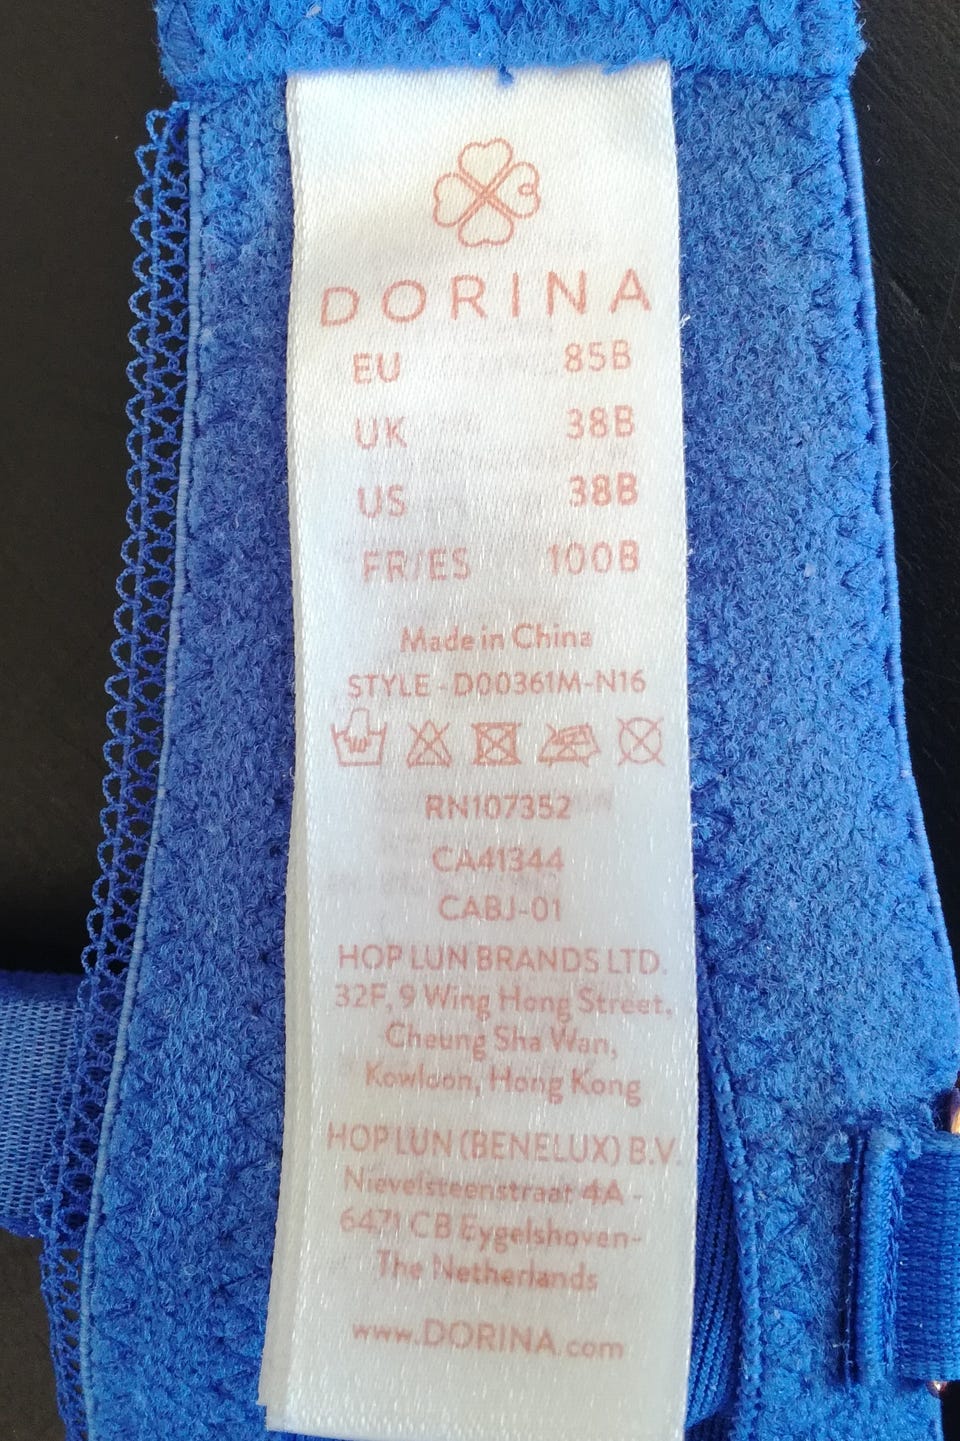 DORINA
EU 85B
UK 38B
US 38B
FR/ES 100B
Made in China
STYLE - D00361M-N16
RN107352
CA41344
CABJ-01
HOP LUN BRANDS LTD.
32F, 9 Wing Hong Street,
Cheung Sha Wan,
Kowloon, Hong Kong
HOP LUN (BENELUX) B.V.
Nievelsteenstraat 4A -
6471 CB Eygelshoven-
The Netherlands
www.DORINA.com